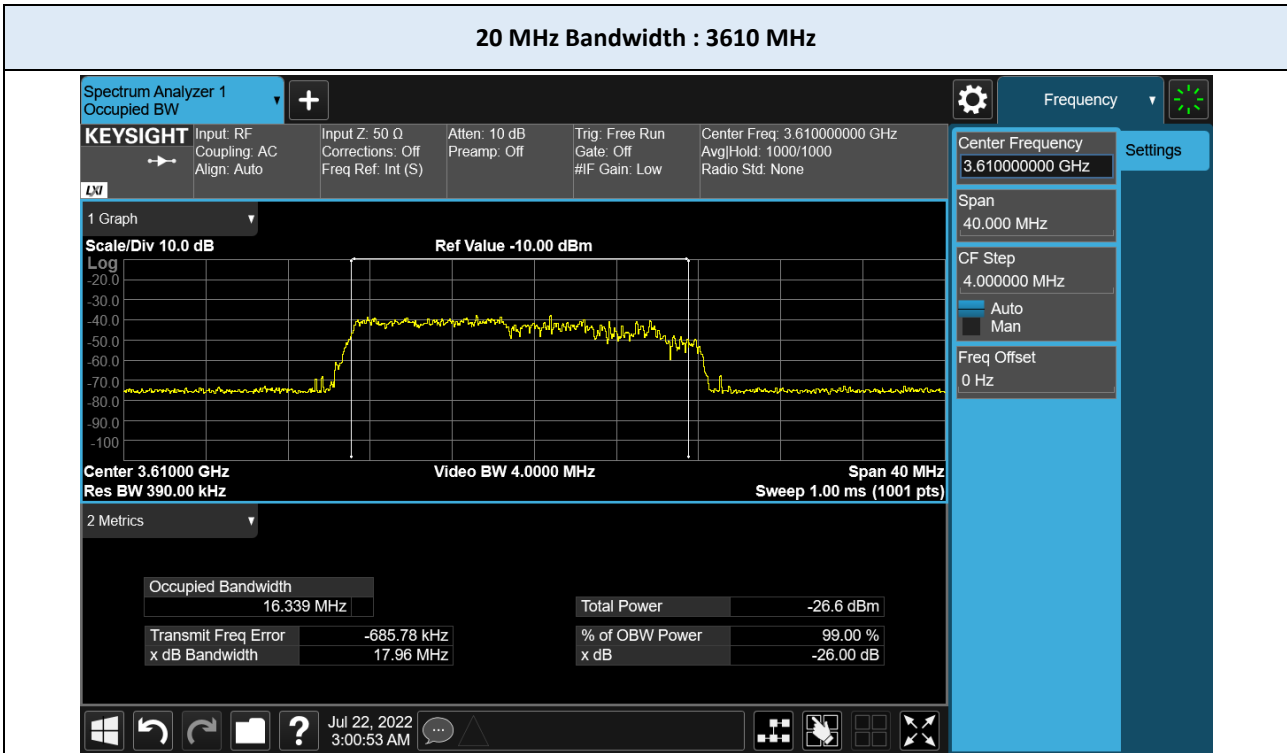 20 MHz Bandwidth : 3610 MHz
Spectrum Analyzer 1
Occupied BW
Frequency
KEYSIGHT
LXI
Input: RF
Coupling: AC
Align: Auto
Input Z: 50 Ω
Corrections: Off
Freq Ref: Int (S)
Atten: 10 dB
Preamp: Off
Trig: Free Run
Gate: Off
#IF Gain: Low
Center Freq: 3.610000000 GHz
Avg|Hold: 1000/1000
Radio Std: None
Center Frequency
3.610000000 GHz
Settings
Span
40.000 MHz
CF Step
4.000000 MHz
Auto
Man
Freq Offset
0 Hz
1 Graph
Scale/Div 10.0 dB
Ref Value -10.00 dBm
Log
-20.0
-30.0
-40.0
-50.0
-60.0
-70.0
-80.0
-90.0
-100
Center 3.61000 GHz
Video BW 4.0000 MHz
Span 40 MHz
Res BW 390.00 kHz
Sweep 1.00 ms (1001 pts)
2 Metrics
Occupied Bandwidth
16.339 MHz
Total Power -26.6 dBm
Transmit Freq Error -685.78 kHz
% of OBW Power 99.00 %
x dB Bandwidth 17.96 MHz
x dB -26.00 dB
?
Jul 22, 2022
3:00:53 AM